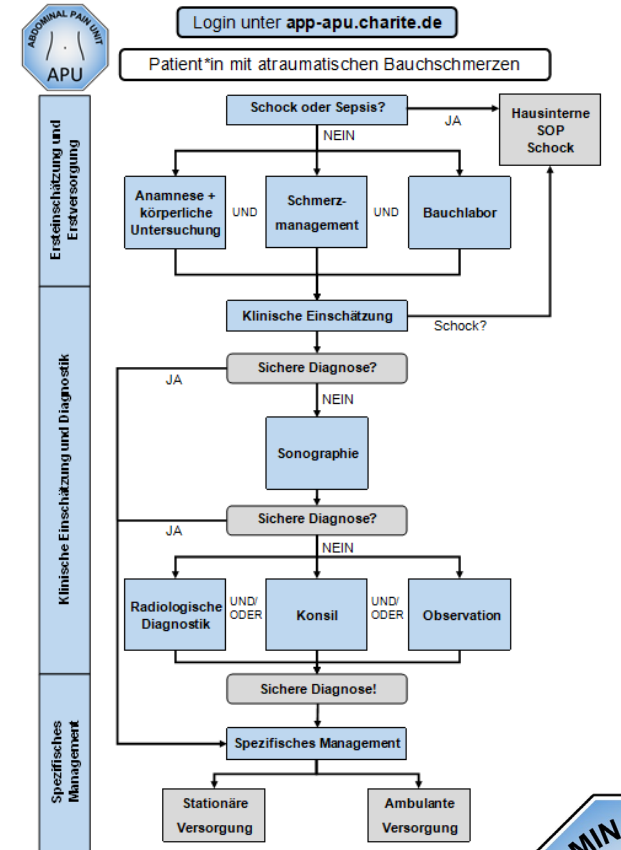 ABDOMINAL PAIN UNIT
APU
Login unter app-apu.charite.de
Patient*in mit atraumatischen Bauchschmerzen
Ersteinschätzung und
Erstversorgung
Schock oder Sepsis?
JA
Hausinterne
SOP
Schock
NEIN
Anamnese +
körperliche
Untersuchung
UND
Schmerz-
management
UND
Bauchlabor
Klinische Einschätzung und Diagnostik
Klinische Einschätzung
Schock?
Sichere Diagnose?
JA
NEIN
Sonographie
Sichere Diagnose?
JA
NEIN
Radiologische
Diagnostik
UND/
ODER
Konsil
UND/
ODER
Observation
Sichere Diagnose!
Spezifisches
Management
Spezifisches Management
Stationäre
Versorgung
Ambulante
Versorgung
MIN